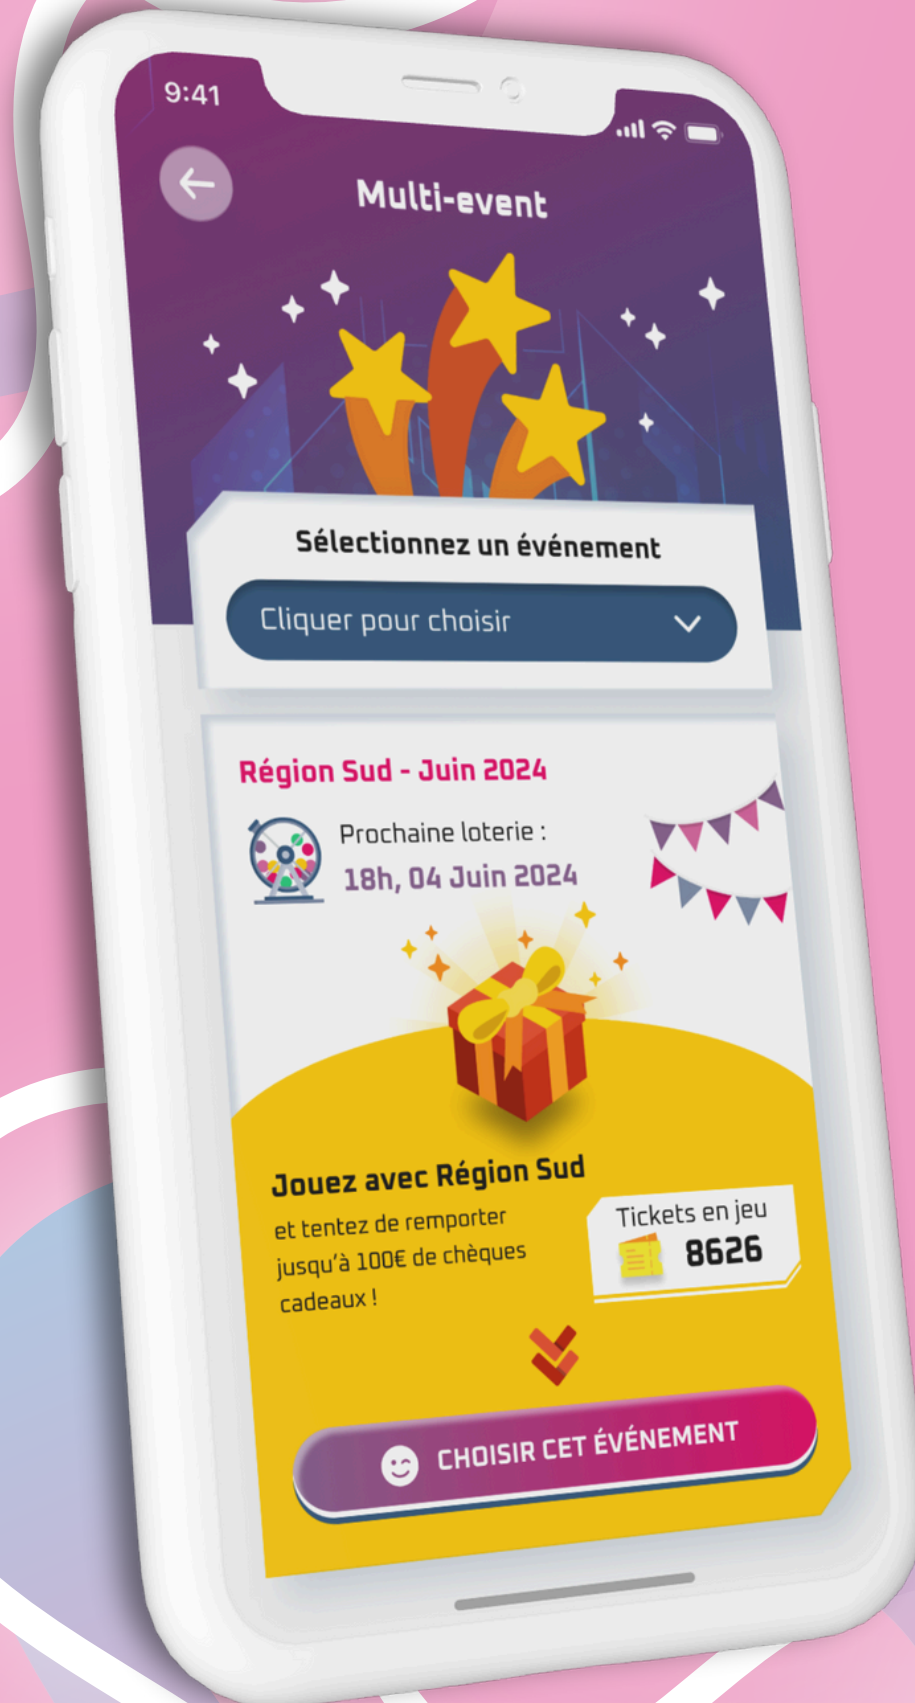 9:41
Multi-event
Sélectionnez un événement
Cliquer pour choisir
Région Sud - Juin 2024
Prochaine loterie :
18h, 04 Juin 2024
Jouez avec Région Sud
et tentez de remporter
jusqu'à 100€ de chèques
cadeaux !
Tickets en jeu
8626
CHOISIR CET ÉVÉNEMENT